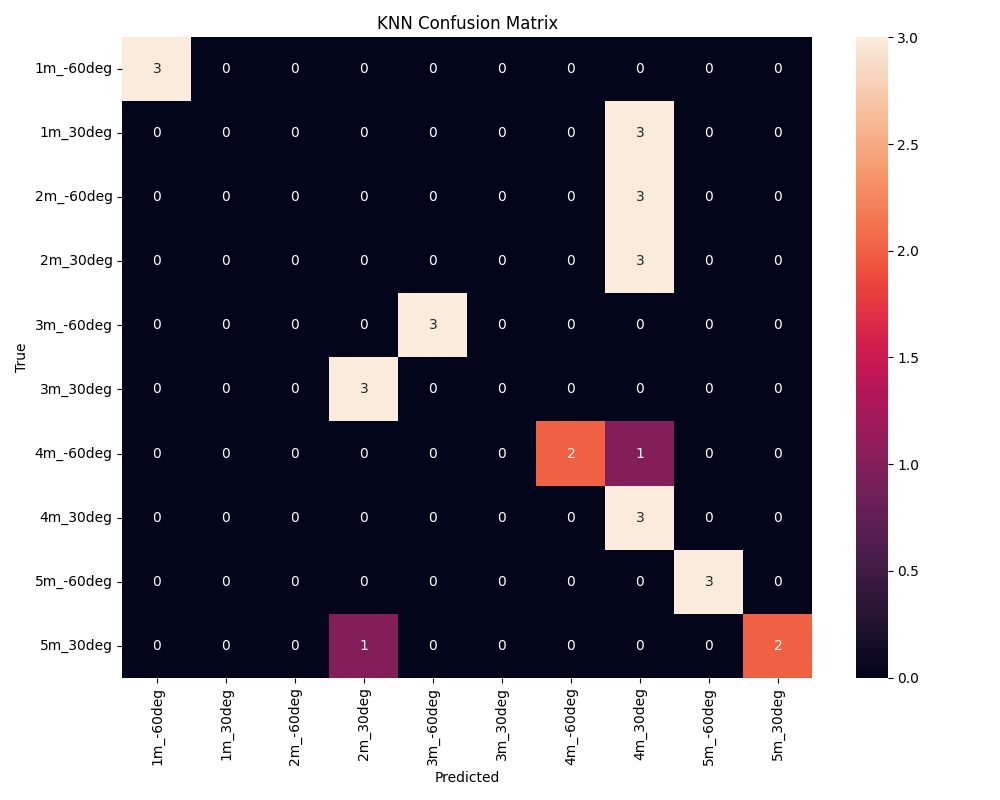 KNN Confusion Matrix
True
1m_-60deg 3 0 0 0 0 0 0 0 0 0
1m_30deg 0 0 0 0 0 0 0 3 0 0
2m_-60deg 0 0 0 0 0 0 0 3 0 0
2m_30deg 0 0 0 0 0 0 0 3 0 0
3m_-60deg 0 0 0 0 3 0 0 0 0 0
3m_30deg 0 0 0 3 0 0 0 0 0 0
4m_-60deg 0 0 0 0 0 0 2 1 0 0
4m_30deg 0 0 0 0 0 0 0 3 0 0
5m_-60deg 0 0 0 0 0 0 0 0 3 0
5m_30deg 0 0 0 1 0 0 0 0 0 2
1m_-60deg 1m_30deg 2m_-60deg 2m_30deg 3m_-60deg 3m_30deg 4m_-60deg 4m_30deg 5m_-60deg 5m_30deg
Predicted
3.0
2.5
2.0
1.5
1.0
0.5
0.0